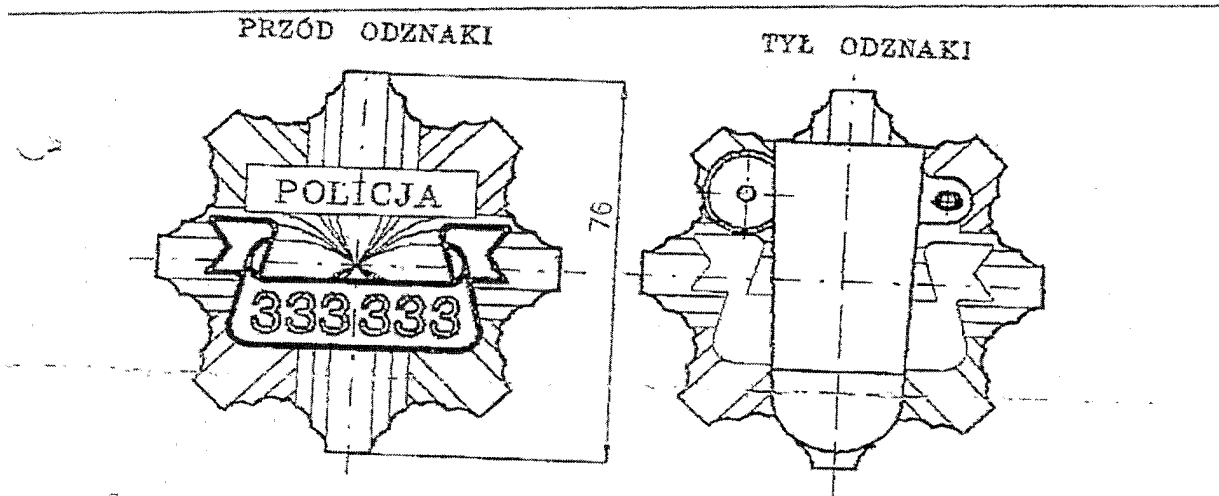 PRZÓD ODZNAKI
TYŁ ODZNAKI
POLICJA
76
333333